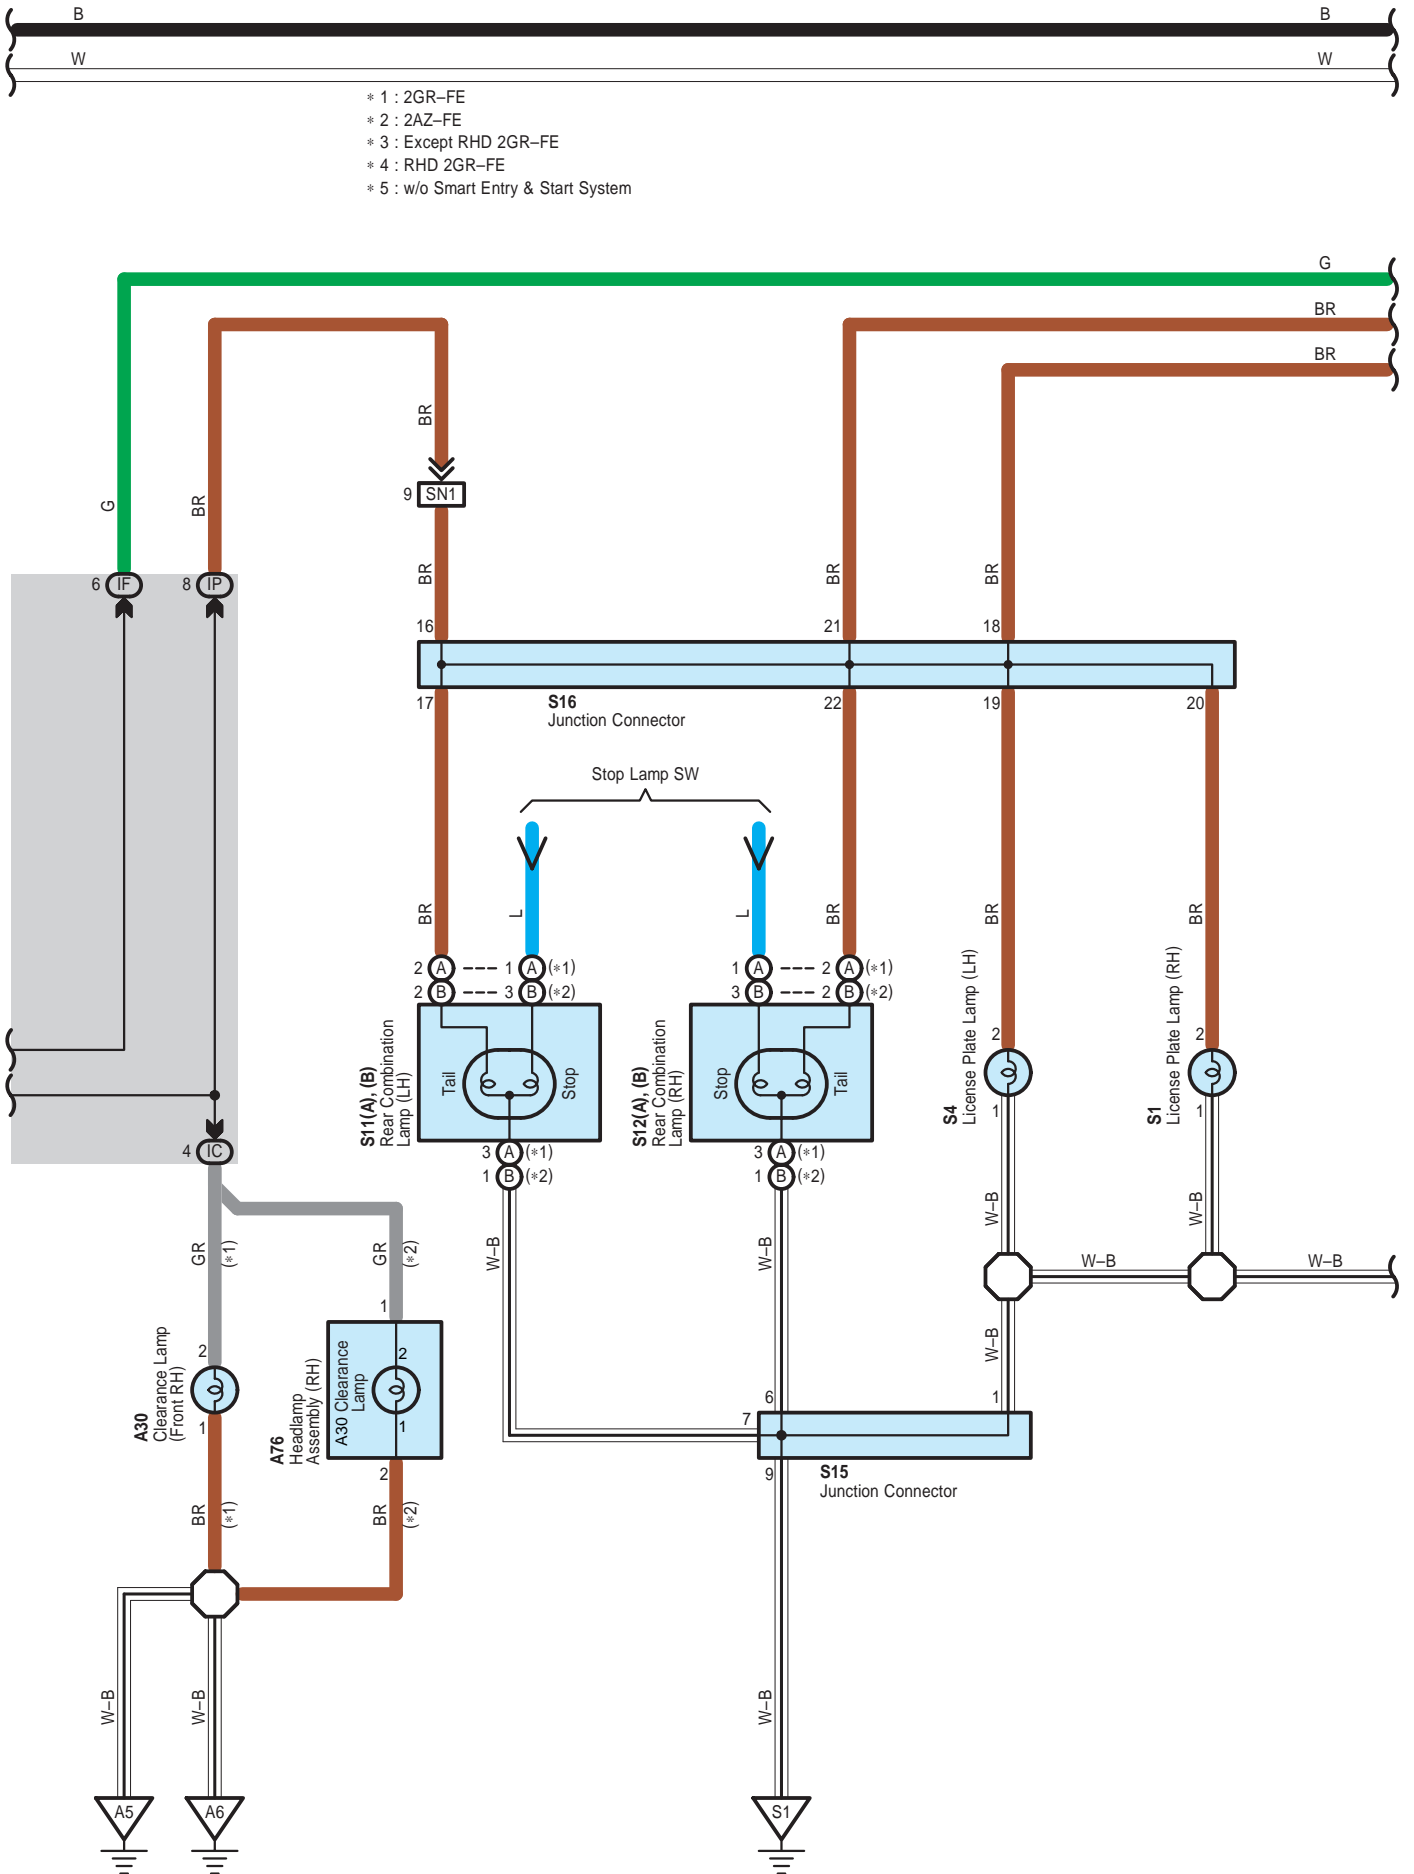 B
B
W
W
∗ 1 : 2GR–FE
∗ 2 : 2AZ–FE
∗ 3 : Except RHD 2GR–FE
∗ 4 : RHD 2GR–FE
∗ 5 : w/o Smart Entry & Start System
G
BR
BR
BR
9
SN1
G
BR
BR
BR
BR
6
IF
8
IP
16
21
18
17
22
19
20
S16
Junction Connector
Stop Lamp SW
BR
L
L
BR
BR
BR
2
A
1
A
(∗1)
2
B
3
B
(∗2)
1
A
2
A
(∗1)
3
B
2
B
(∗2)
S11(A), (B)
Rear Combination
Lamp (LH)
Tail
Stop
S12(A), (B)
Rear Combination
Lamp (RH)
Stop
Tail
S4
License Plate Lamp (LH)
2
1
S1
License Plate Lamp (RH)
2
1
4
IC
3
A
(∗1)
1
B
(∗2)
3
A
(∗1)
1
B
(∗2)
GR
(∗1)
GR
(∗2)
W–B
W–B
W–B
W–B
W–B
W–B
W–B
1
2
A30
Clearance Lamp
(Front RH)
1
A76
Headlamp
Assembly (RH)
A30 Clearance
Lamp
2
1
2
6
7
1
9
S15
Junction Connector
BR
(∗1)
BR
(∗2)
W–B
W–B
W–B
A5
A6
S1